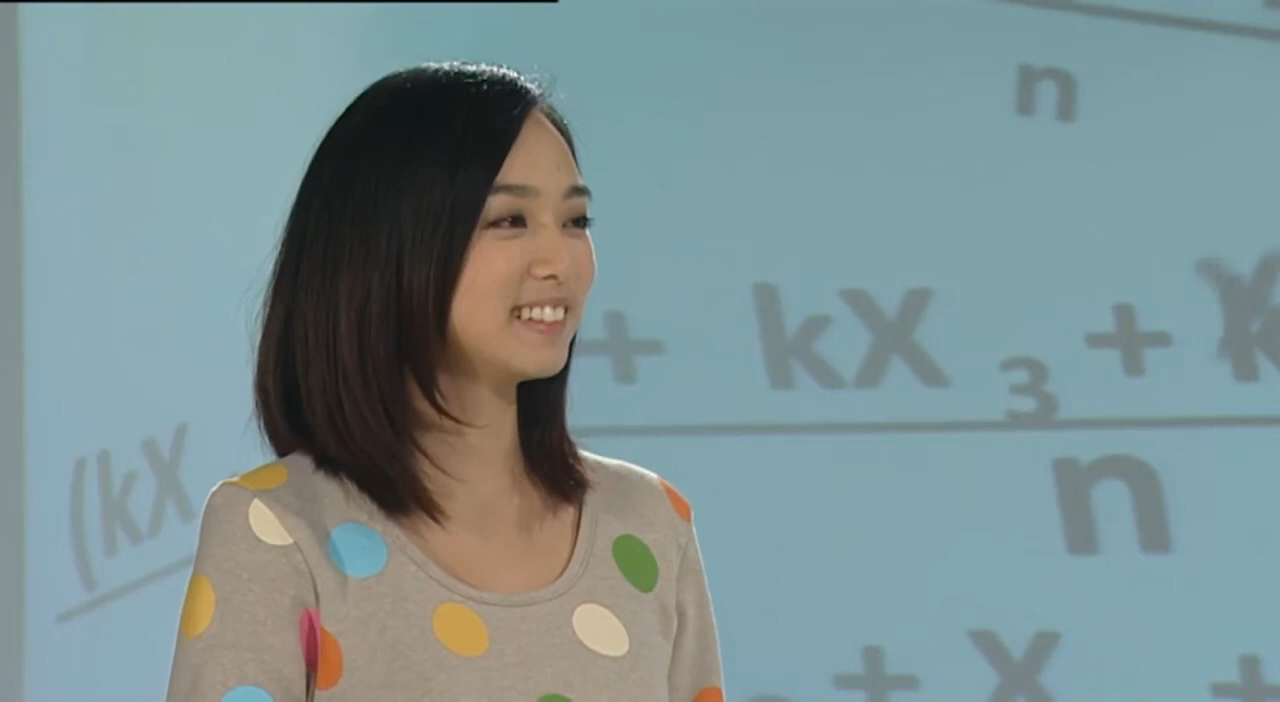 n
+ kX₃ + k
(kX
n
+ X +